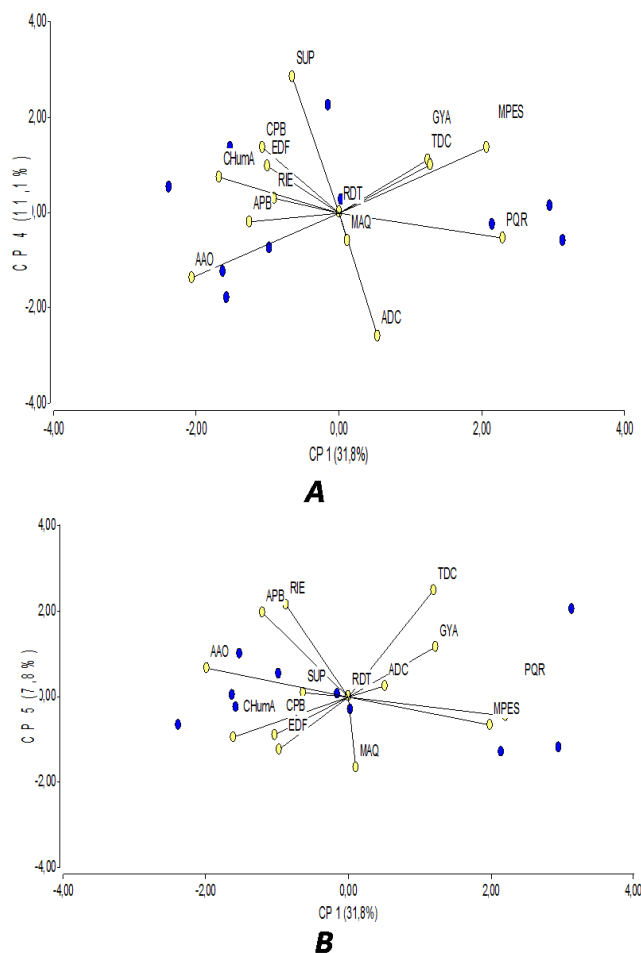 4,00
SUP
GYA
MPES
CPB
EDF
TDC
2,00
CHumA
RIE
RDT
APB
MAQ
PQR
CP 4 (11,1%)
,00
AAO
-2,00
ADC
-4,00
-4,00 -2,00 0,00 2,00 4,00
CP 1 (31,8%)
A
4,00
TDC
RIE
APB
2,00
GYA
AAO
SUP
RDT
ADC
PQR
CP 5 (7,8%)
,00
CHumA
CPB
MPES
EDF
MAQ
-2,00
-4,00
-4,00 -2,00 0,00 2,00 4,00
CP 1 (31,8%)
B